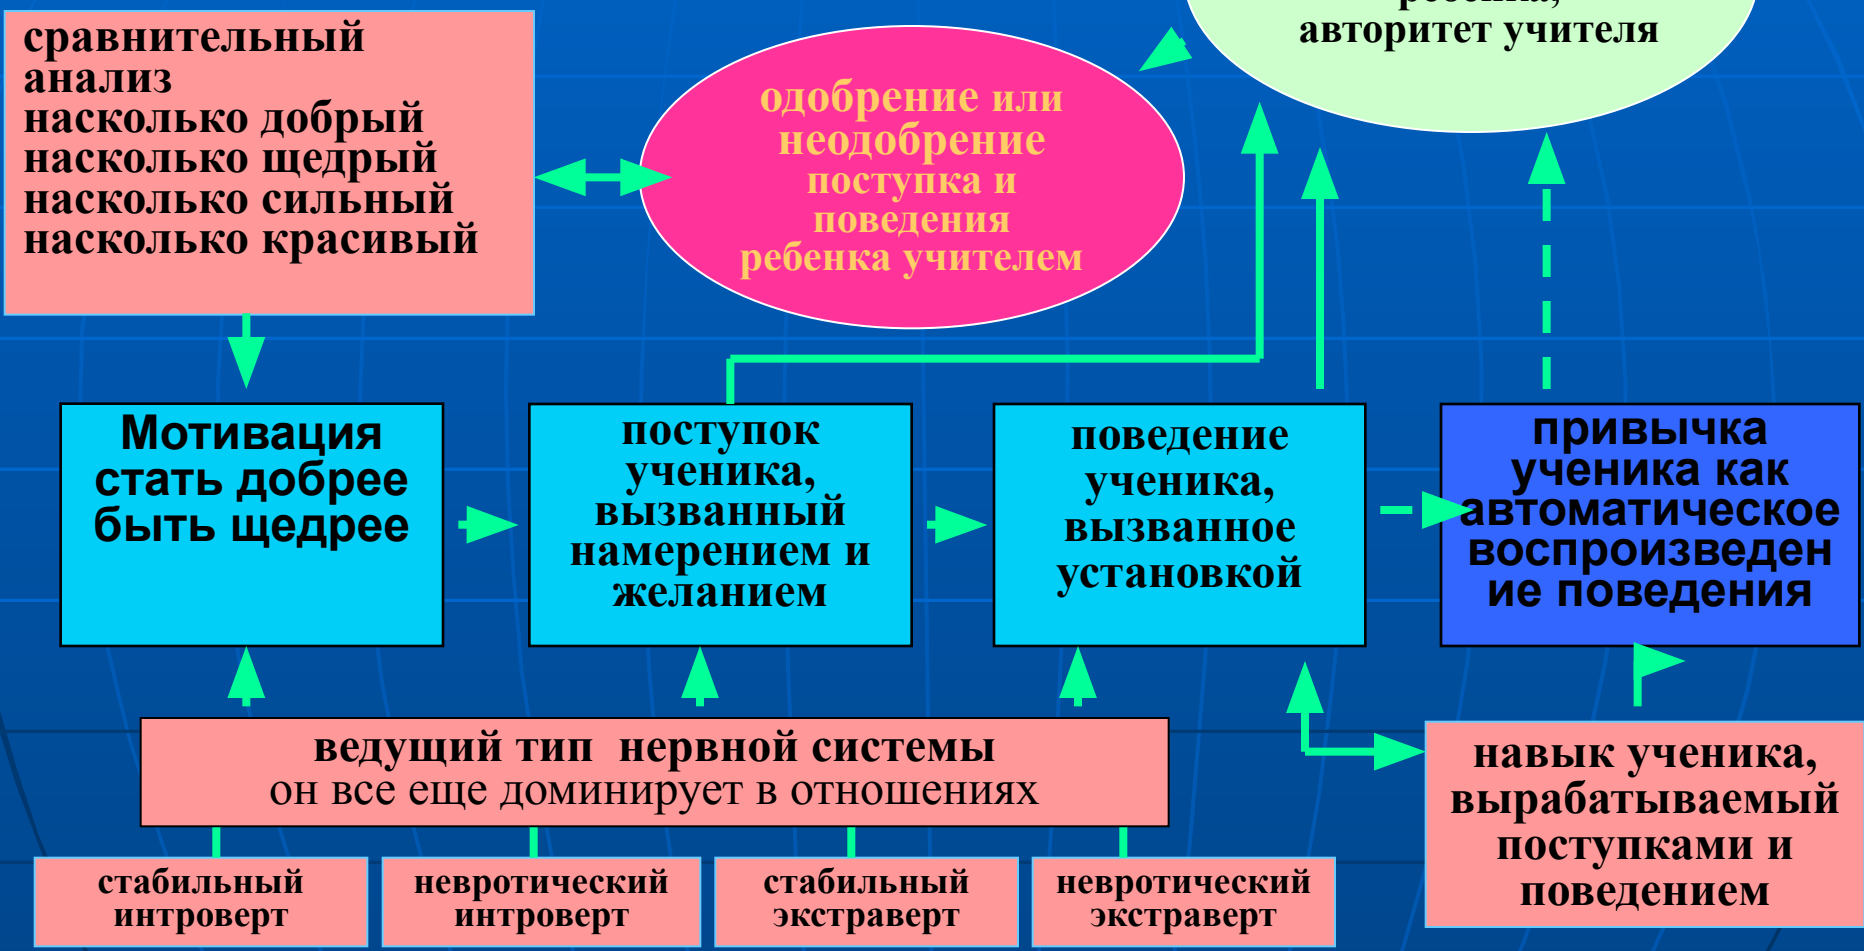 авторитет учителя
сравнительный
анализ
насколько добрый
насколько щедрый
насколько сильный
насколько красивый
одобрение или
неодобрение
поступка и
поведения
ребенка учителем
Мотивация
стать добрее
быть щедрее
поступок
ученика,
вызванный
намерением и
желанием
поведение
ученика,
вызванное
установкой
привычка
ученика как
автоматическое
воспроизведен
ие поведения
ведущий тип нервной системы
он все еще доминирует в отношениях
навык ученика,
вырабатываемый
поступками и
поведением
стабильный
интроверт
невротический
интроверт
стабильный
экстраверт
невротический
экстраверт